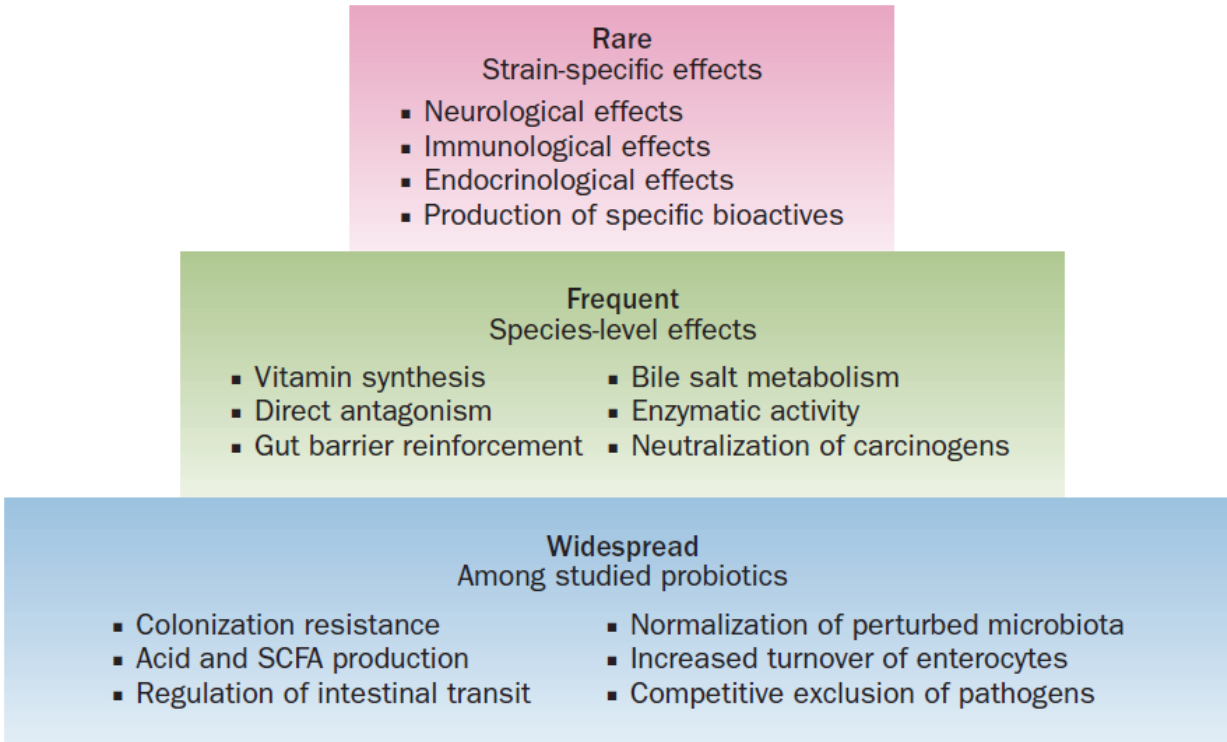 Rare
Strain-specific effects
▪ Neurological effects
▪ Immunological effects
▪ Endocrinological effects
▪ Production of specific bioactives
Frequent
Species-level effects
▪ Vitamin synthesis
▪ Direct antagonism
▪ Gut barrier reinforcement
▪ Bile salt metabolism
▪ Enzymatic activity
▪ Neutralization of carcinogens
Widespread
Among studied probiotics
▪ Colonization resistance
▪ Acid and SCFA production
▪ Regulation of intestinal transit
▪ Normalization of perturbed microbiota
▪ Increased turnover of enterocytes
▪ Competitive exclusion of pathogens